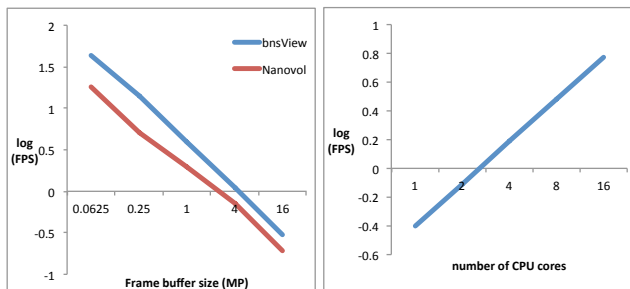 2
1.5
1
0.5
0
-0.5
-1
log
(FPS)
bnsView
Nanovol
0.0625 0.25 1 4 16
Frame buffer size (MP)
1
0.8
0.6
0.4
0.2
0
-0.2
-0.4
-0.6
log
(FPS)
1 2 4 8 16
number of CPU cores